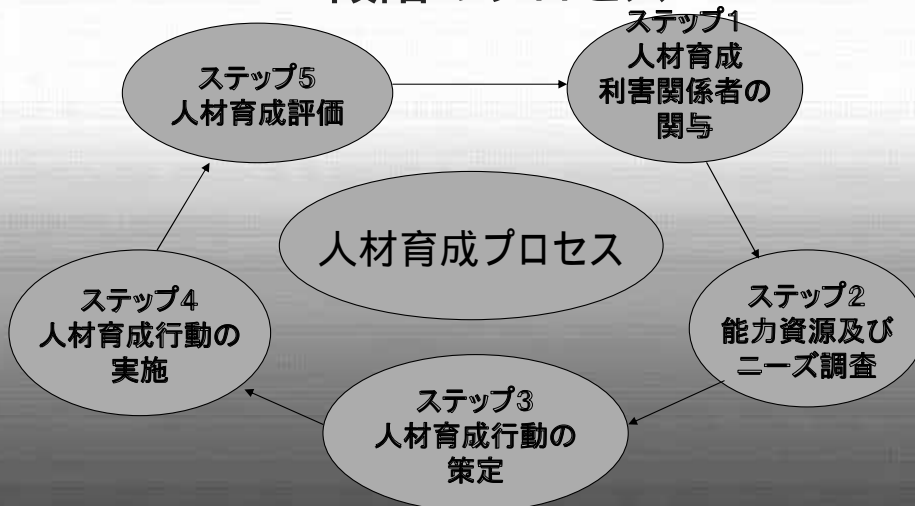 ステップ1
人材育成
利害関係者の
関与
ステップ2
能力資源及び
ニーズ調査
ステップ3
人材育成行動の
策定
ステップ4
人材育成行動の
実施
ステップ5
人材育成評価
人材育成プロセス